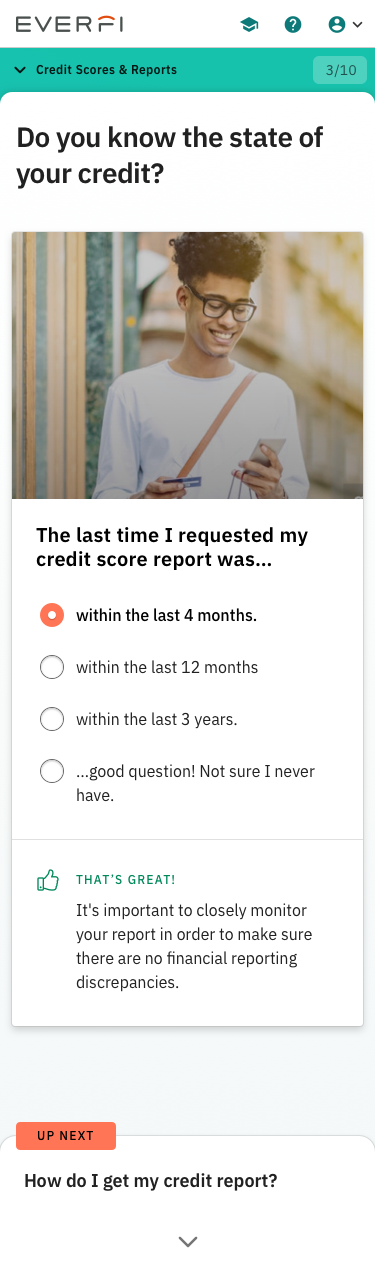 EVERFI
Credit Scores & Reports
3/10
Do you know the state of
your credit?
The last time I requested my
credit score report was...
within the last 4 months.
within the last 12 months
within the last 3 years.
...good question! Not sure I never
have.
THAT'S GREAT!
It's important to closely monitor
your report in order to make sure
there are no financial reporting
discrepancies.
UP NEXT
How do I get my credit report?